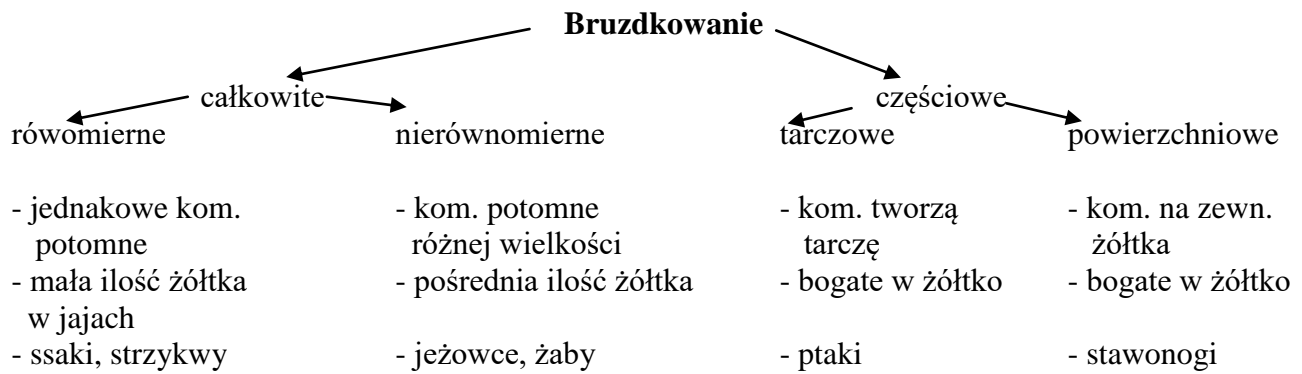 Bruzdkowanie
całkowite częściowe
rówomierne nierównomierne tarczowe powierzchniowe
- jednakowe kom. - kom. potomne - kom. tworzą - kom. na zewn.
potomne różnej wielkości tarczę żółtka
- mała ilość żółtka - pośrednia ilość żółtka - bogate w żółtko - bogate w żółtko
w jajach
- ssaki, strzykwy - jeżowce, żaby - ptaki - stawonogi